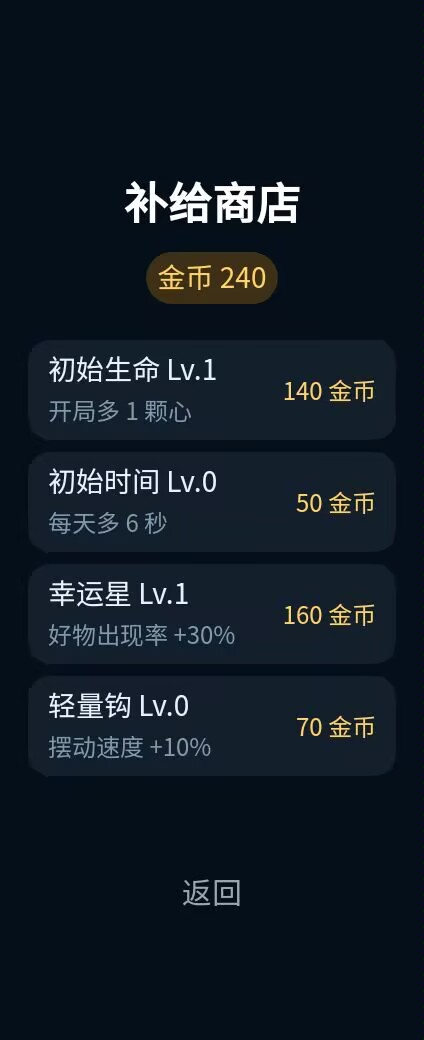 补给商店
金币 240
初始生命 Lv.1
开局多 1 颗心
140 金币
初始时间 Lv.0
每天多 6 秒
50 金币
幸运星 Lv.1
好物出现率 +30%
160 金币
轻量钩 Lv.0
摆动速度 +10%
70 金币
返回